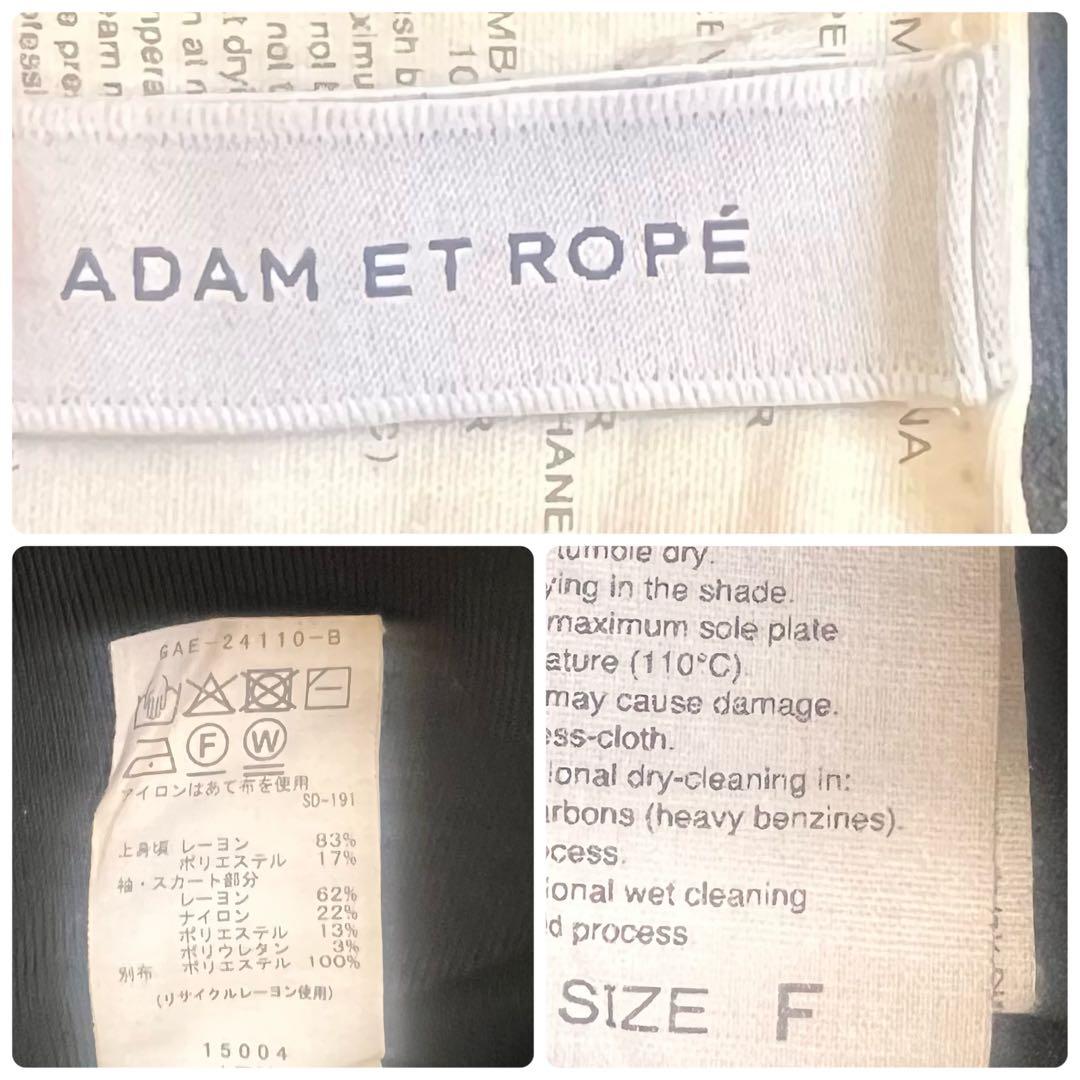 ADAM ET ROPÉ
GAE-24110-B
F W
アイロンはあて布を使用
SD-191
上身頃 レーヨン 83%
ポリエステル 17%
袖・スカート部分
レーヨン 62%
ナイロン 22%
ポリエステル 13%
ポリウレタン 3%
別布 ポリエステル 100%
(リサイクルレーヨン使用)
15004
tumble dry.
ying in the shade.
maximum sole plate
ature (110°C)
may cause damage.
ess-cloth.
ional dry-cleaning in:
arbons (heavy benzines).
ocess.
ional wet cleaning
d process
SIZE F